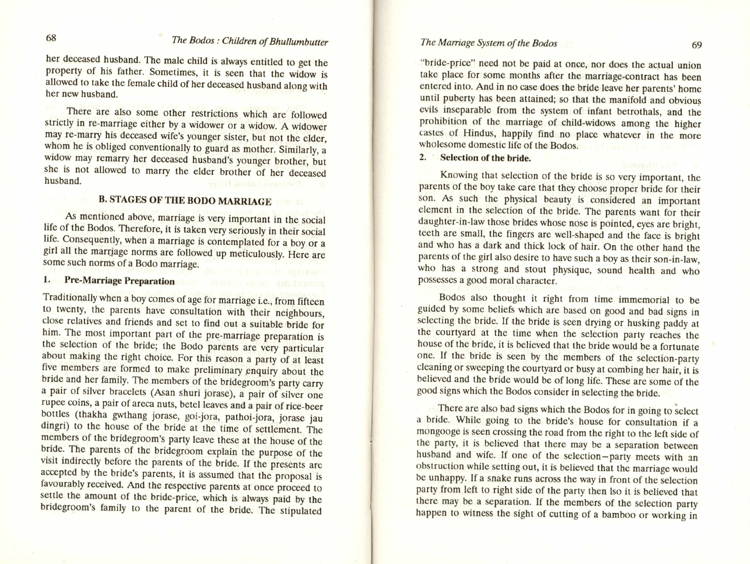 68
The Bodos : Children of Bhullumbutter
her deceased husband. The male child is always entitled to get the
property of his father. Sometimes, it is seen that the widow is
allowed to take the female child of her deceased husband along with
her new husband.
There are also some other restrictions which are followed
strictly in re-marriage either by a widower or a widow. A widower
may re-marry his deceased wife's younger sister, but not the elder,
whom he is obliged conventionally to guard as mother. Similarly, a
widow may remarry her deceased husband's younger brother, but
she is not allowed to marry the elder brother of her deceased
husband.
B. STAGES OF THE BODO MARRIAGE
As mentioned above, marriage is very important in the social
life of the Bodos. Therefore, it is taken very seriously in their social
life. Consequently, when a marriage is contemplated for a boy or a
girl all the marrjage norms are followed up meticulously. Here are
some such norms of a Bodo marriage.
1. Pre-Marriage Preparation
Traditionally when a boy comes of age for marriage i.e., from fifteen
to twenty, the parents have consultation with their neighbours,
close relatives and friends and set to find out a suitable bride for
him. The most important part of the pre-marriage preparation is
the selection of the bride; the Bodo parents are very particular
about making the right choice. For this reason a party of at least
five members are formed to make preliminary enquiry about the
bride and her family. The members of the bridegroom's party carry
a pair of silver bracelets (Asan shuri jorase), a pair of silver one
rupee coins, a pair of areca nuts, betel leaves and a pair of rice-beer
bottles (thakha gwthang jorase, goi-jora, pathoi-jora, jorase jau
dingri) to the house of the bride at the time of settlement. The
members of the bridegroom's party leave these at the house of the
bride. The parents of the bridegroom explain the purpose of the
visit indirectly before the parents of the bride. If the presents are
accepted by the bride's parents, it is assumed that the proposal is
favourably received. And the respective parents at once proceed to
settle the amount of the bride-price, which is always paid by the
bridegroom's family to the parent of the bride. The stipulated
The Marriage System of the Bodos
69
"bride-price" need not be paid at once, nor does the actual union
take place for some months after the marriage-contract has been
entered into. And in no case does the bride leave her parents' home
until puberty has been attained; so that the manifold and obvious
evils inseparable from the system of infant betrothals, and the
prohibition of the marriage of child-widows among the higher
castes of Hindus, happily find no place whatever in the more
wholesome domestic life of the Bodos.
2. Selection of the bride.
Knowing that selection of the bride is so very important, the
parents of the boy take care that they choose proper bride for their
son. As such the physical beauty is considered an important
element in the selection of the bride. The parents want for their
daughter-in-law those brides whose nose is pointed, eyes are bright,
teeth are small, the fingers are well-shaped and the face is bright
and who has a dark and thick lock of hair. On the other hand the
parents of the girl also desire to have such a boy as their son-in-law,
who has a strong and stout physique, sound health and who
possesses a good moral character.
Bodos also thought it right from time immemorial to be
guided by some beliefs which are based on good and bad signs in
selecting the bride. If the bride is seen drying or husking paddy at
the courtyard at the time when the selection party reaches the
house of the bride, it is believed that the bride would be a fortunate
one. If the bride is seen by the members of the selection-party
cleaning or sweeping the courtyard or busy at combing her hair, it is
believed and the bride would be of long life. These are some of the
good signs which the Bodos consider in selecting the bride.
There are also bad signs which the Bodos for in going to select
a bride. While going to the bride's house for consultation if a
mongooge is seen crossing the road from the right to the left side of
the party, it is believed that there may be a separation between
husband and wife. If one of the selection-party meets with an
obstruction while setting out, it is believed that the marriage would
be unhappy. If a snake runs across the way in front of the selection
party from left to right side of the party then lso it is believed that
there may be a separation. If the members of the selection party
happen to witness the sight of cutting of a bamboo or working in